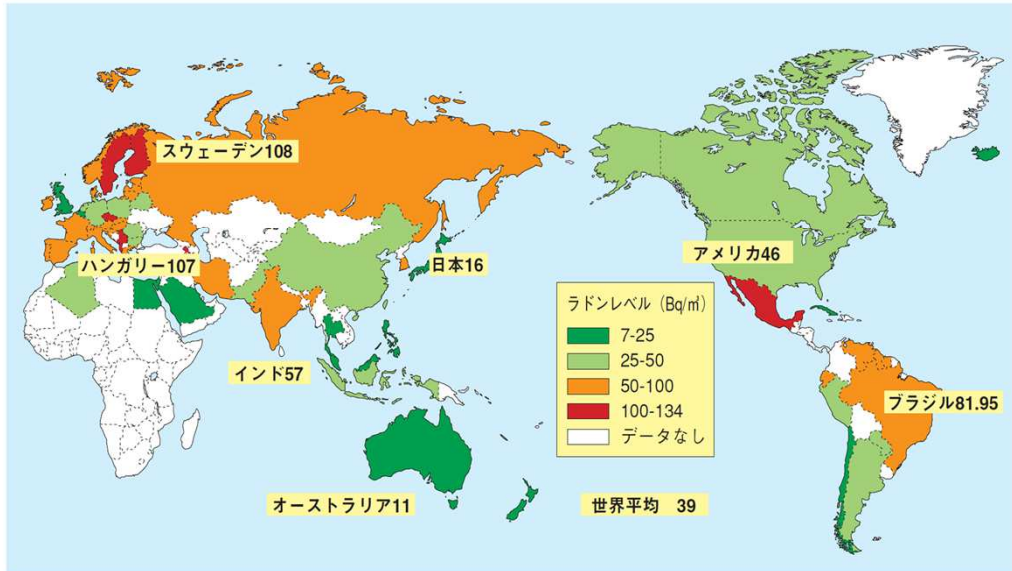 スウェーデン108
ハンガリー107
日本16
アメリカ46
インド57
ラドンレベル（Bq/㎥）
7-25
25-50
50-100
100-134
データなし
ブラジル81.95
オーストラリア11
世界平均　39